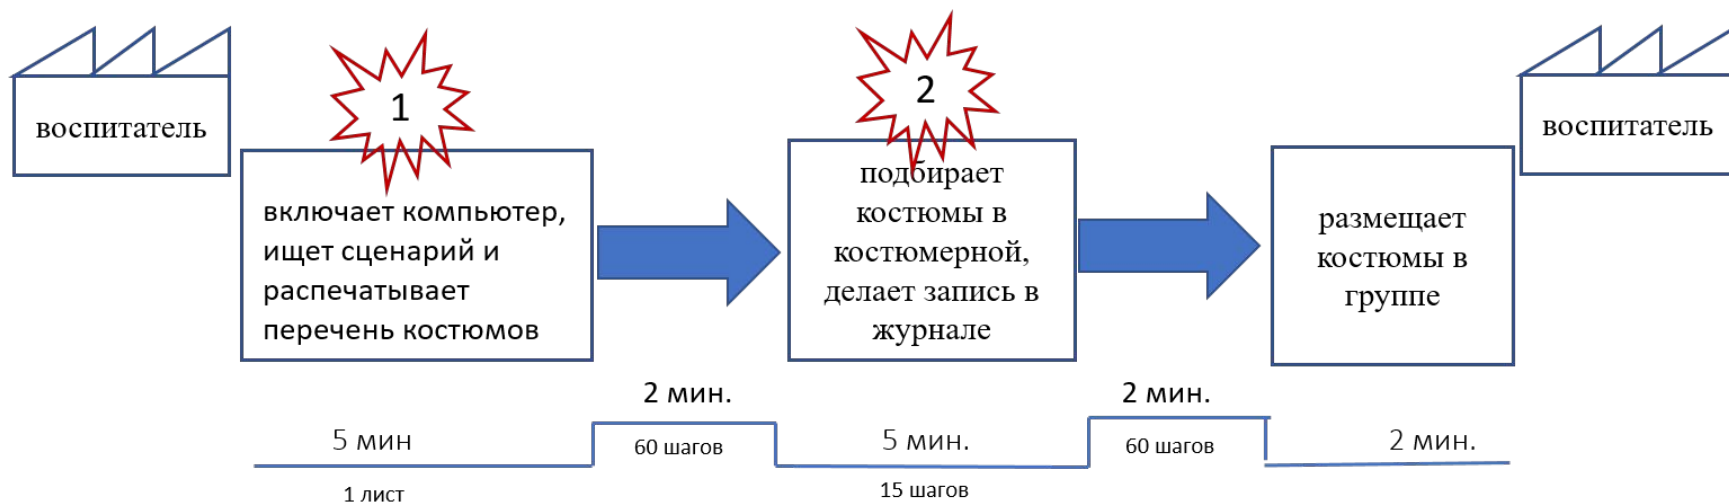 воспитатель
1
включает компьютер,
ищет сценарий и
распечатывает
перечень костюмов
2
подбирает
костюмы в
костюмерной,
делает запись в
журнале
размещает
костюмы в
группе
воспитатель
5 мин
1 лист
2 мин.
60 шагов
5 мин.
15 шагов
2 мин.
60 шагов
2 мин.